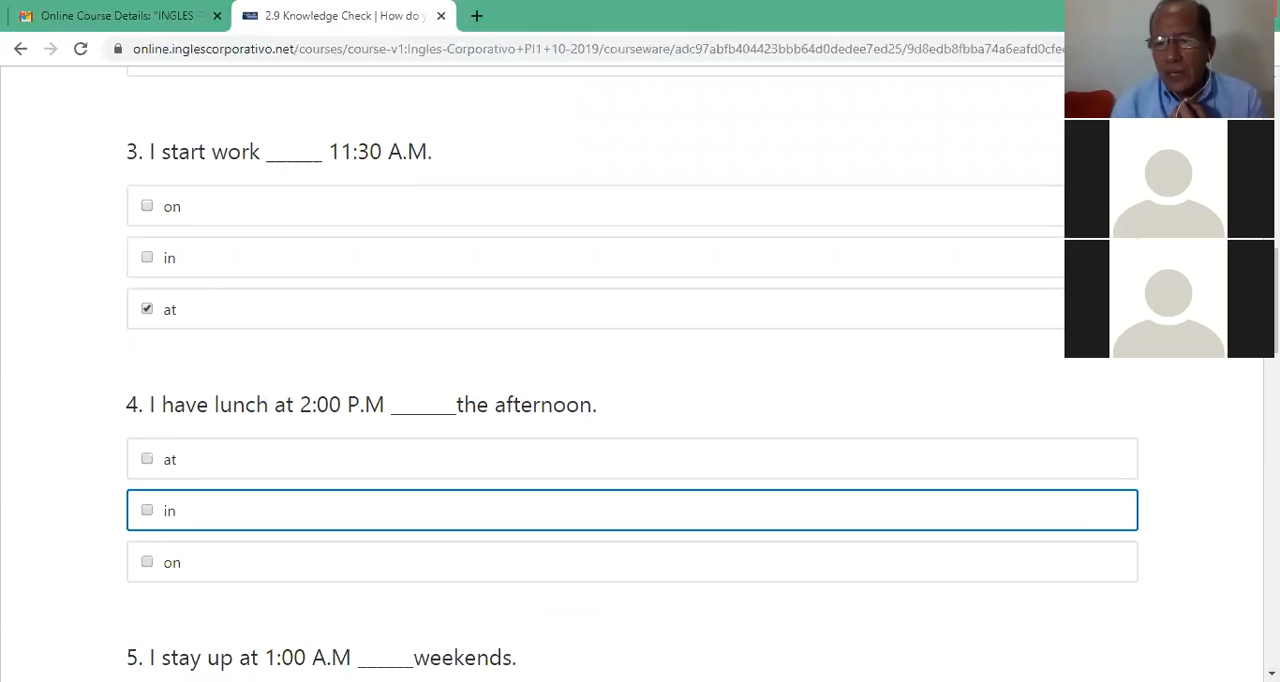 Online Course Details: "INGLES
2.9 Knowledge Check | How do y
online.inglescorporativo.net/courses/course-v1:Ingles-Corporativo+PI1+10-2019/courseware/adc97abfb404423bbb64d0dedee7ed25/9d8edb8fbba74a6eafd0cfe
3. I start work ______ 11:30 A.M.
on
in
at
4. I have lunch at 2:00 P.M _______the afternoon.
at
in
on
5. I stay up at 1:00 A.M ______weekends.